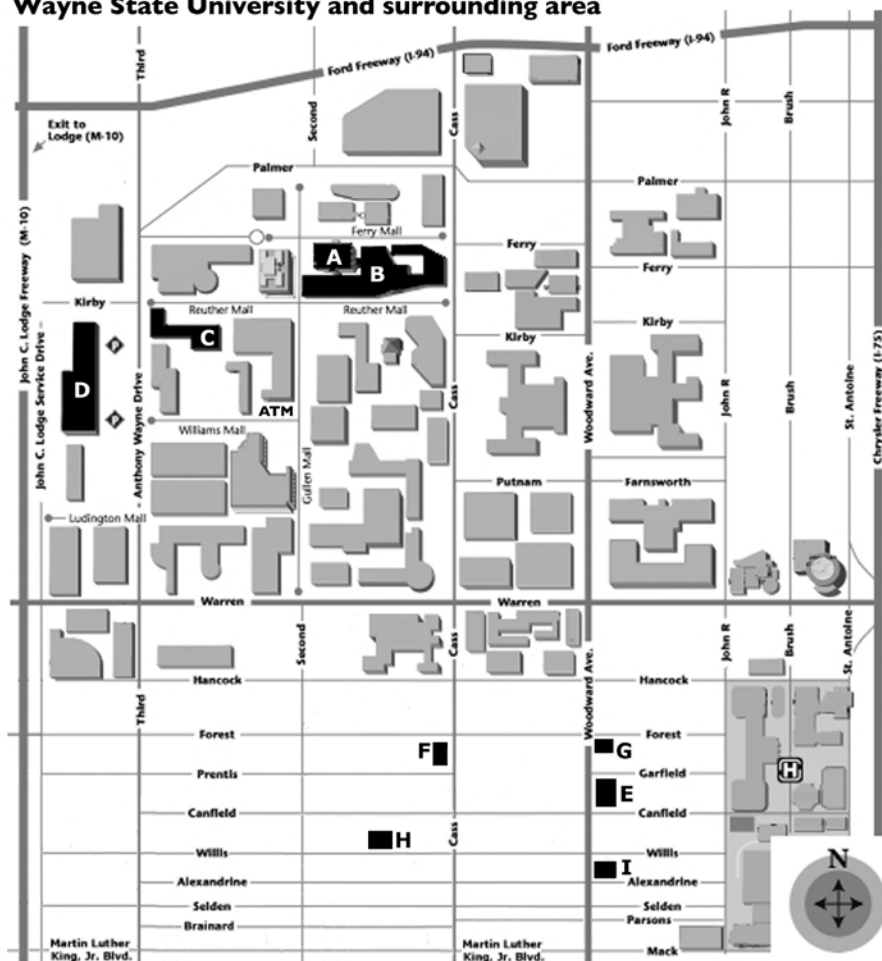 Wayne State University and surrounding area
Ford Freeway (I-94)
Ford Freeway (I-94)
Third
Second
Cass
John R
Brush
Exit to
Lodge (M-10)
Palmer
Palmer
John C. Lodge Freeway (M-10)
Ferry Mall
A
B
Ferry
Ferry
Kirby
Reuther Mall
Reuther Mall
Kirby
Kirby
C
P
D
P
John C. Lodge Service Drive
Anthony Wayne Drive
ATM
Cass
Woodward Ave.
John R
Brush
St. Antoine
Chrysler Freeway (I-75)
Williams Mall
Gullen Mall
Putnam
Farnsworth
Ludington Mall
Warren
Warren
Second
Cass
John R
Brush
St. Antoine
Hancock
Hancock
Third
Woodward Ave.
Forest
Forest
F
G
Prentis
Garfield
H
E
Canfield
Canfield
H
Cass
Willis
Willis
I
Alexandrine
Alexandrine
Selden
Selden
Brainard
Parsons
Martin Luther
King, Jr. Blvd.
Martin Luther
King, Jr. Blvd.
Mack
N